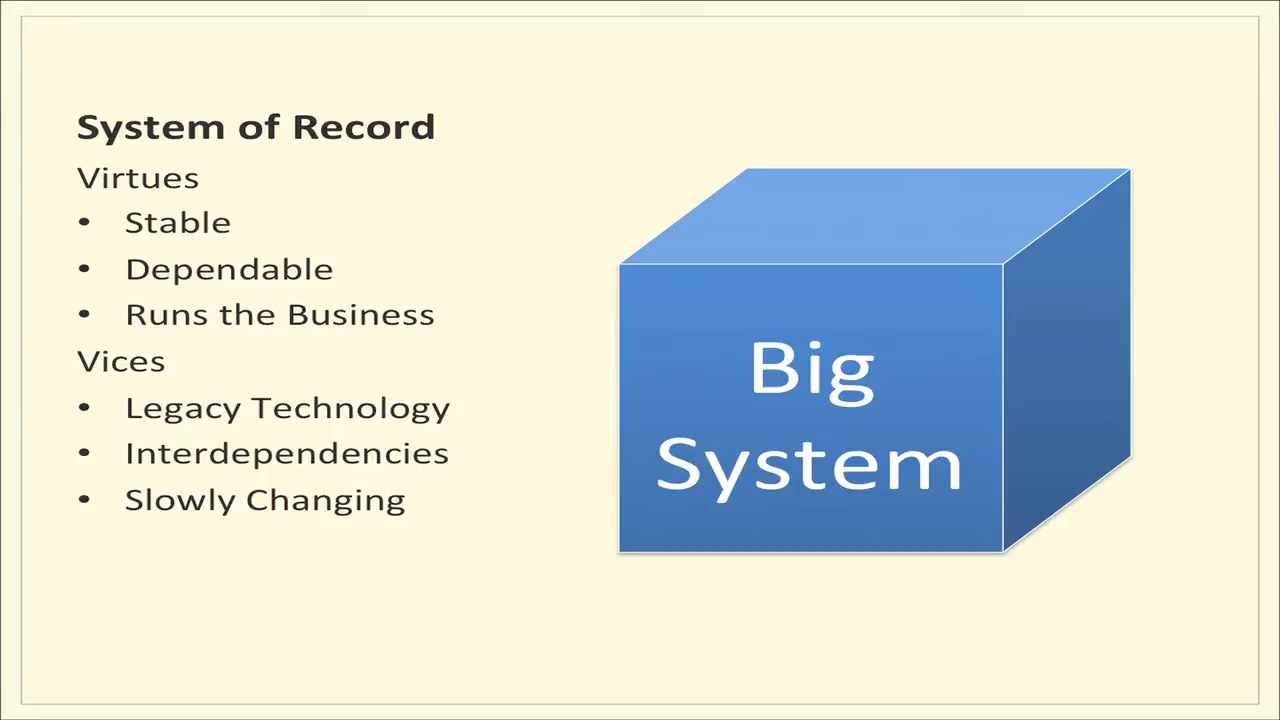 System of Record
Virtues
• Stable
• Dependable
• Runs the Business
Vices
• Legacy Technology
• Interdependencies
• Slowly Changing
Big
System